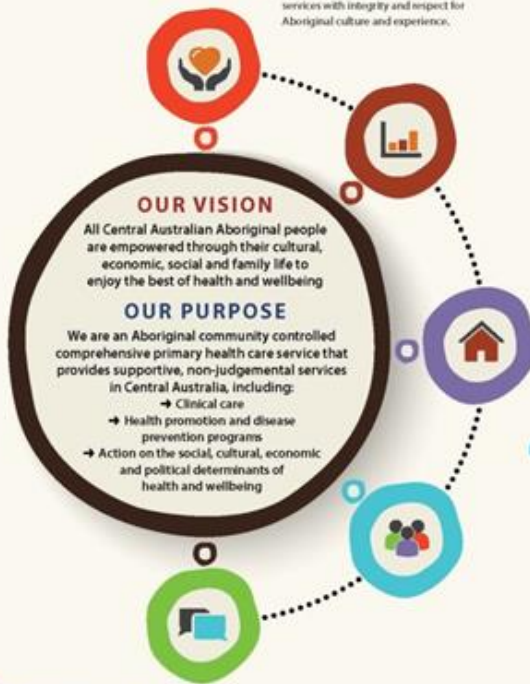 services with integrity and respect for
Aboriginal culture and experience.
OUR VISION
All Central Australian Aboriginal people
are empowered through their cultural,
economic, social and family life to
enjoy the best of health and wellbeing
OUR PURPOSE
We are an Aboriginal community controlled
comprehensive primary health care service that
provides supportive, non-judgemental services
in Central Australia, including:
➔ Clinical care
➔ Health promotion and disease
prevention programs
➔ Action on the social, cultural, economic
and political determinants of
health and wellbeing